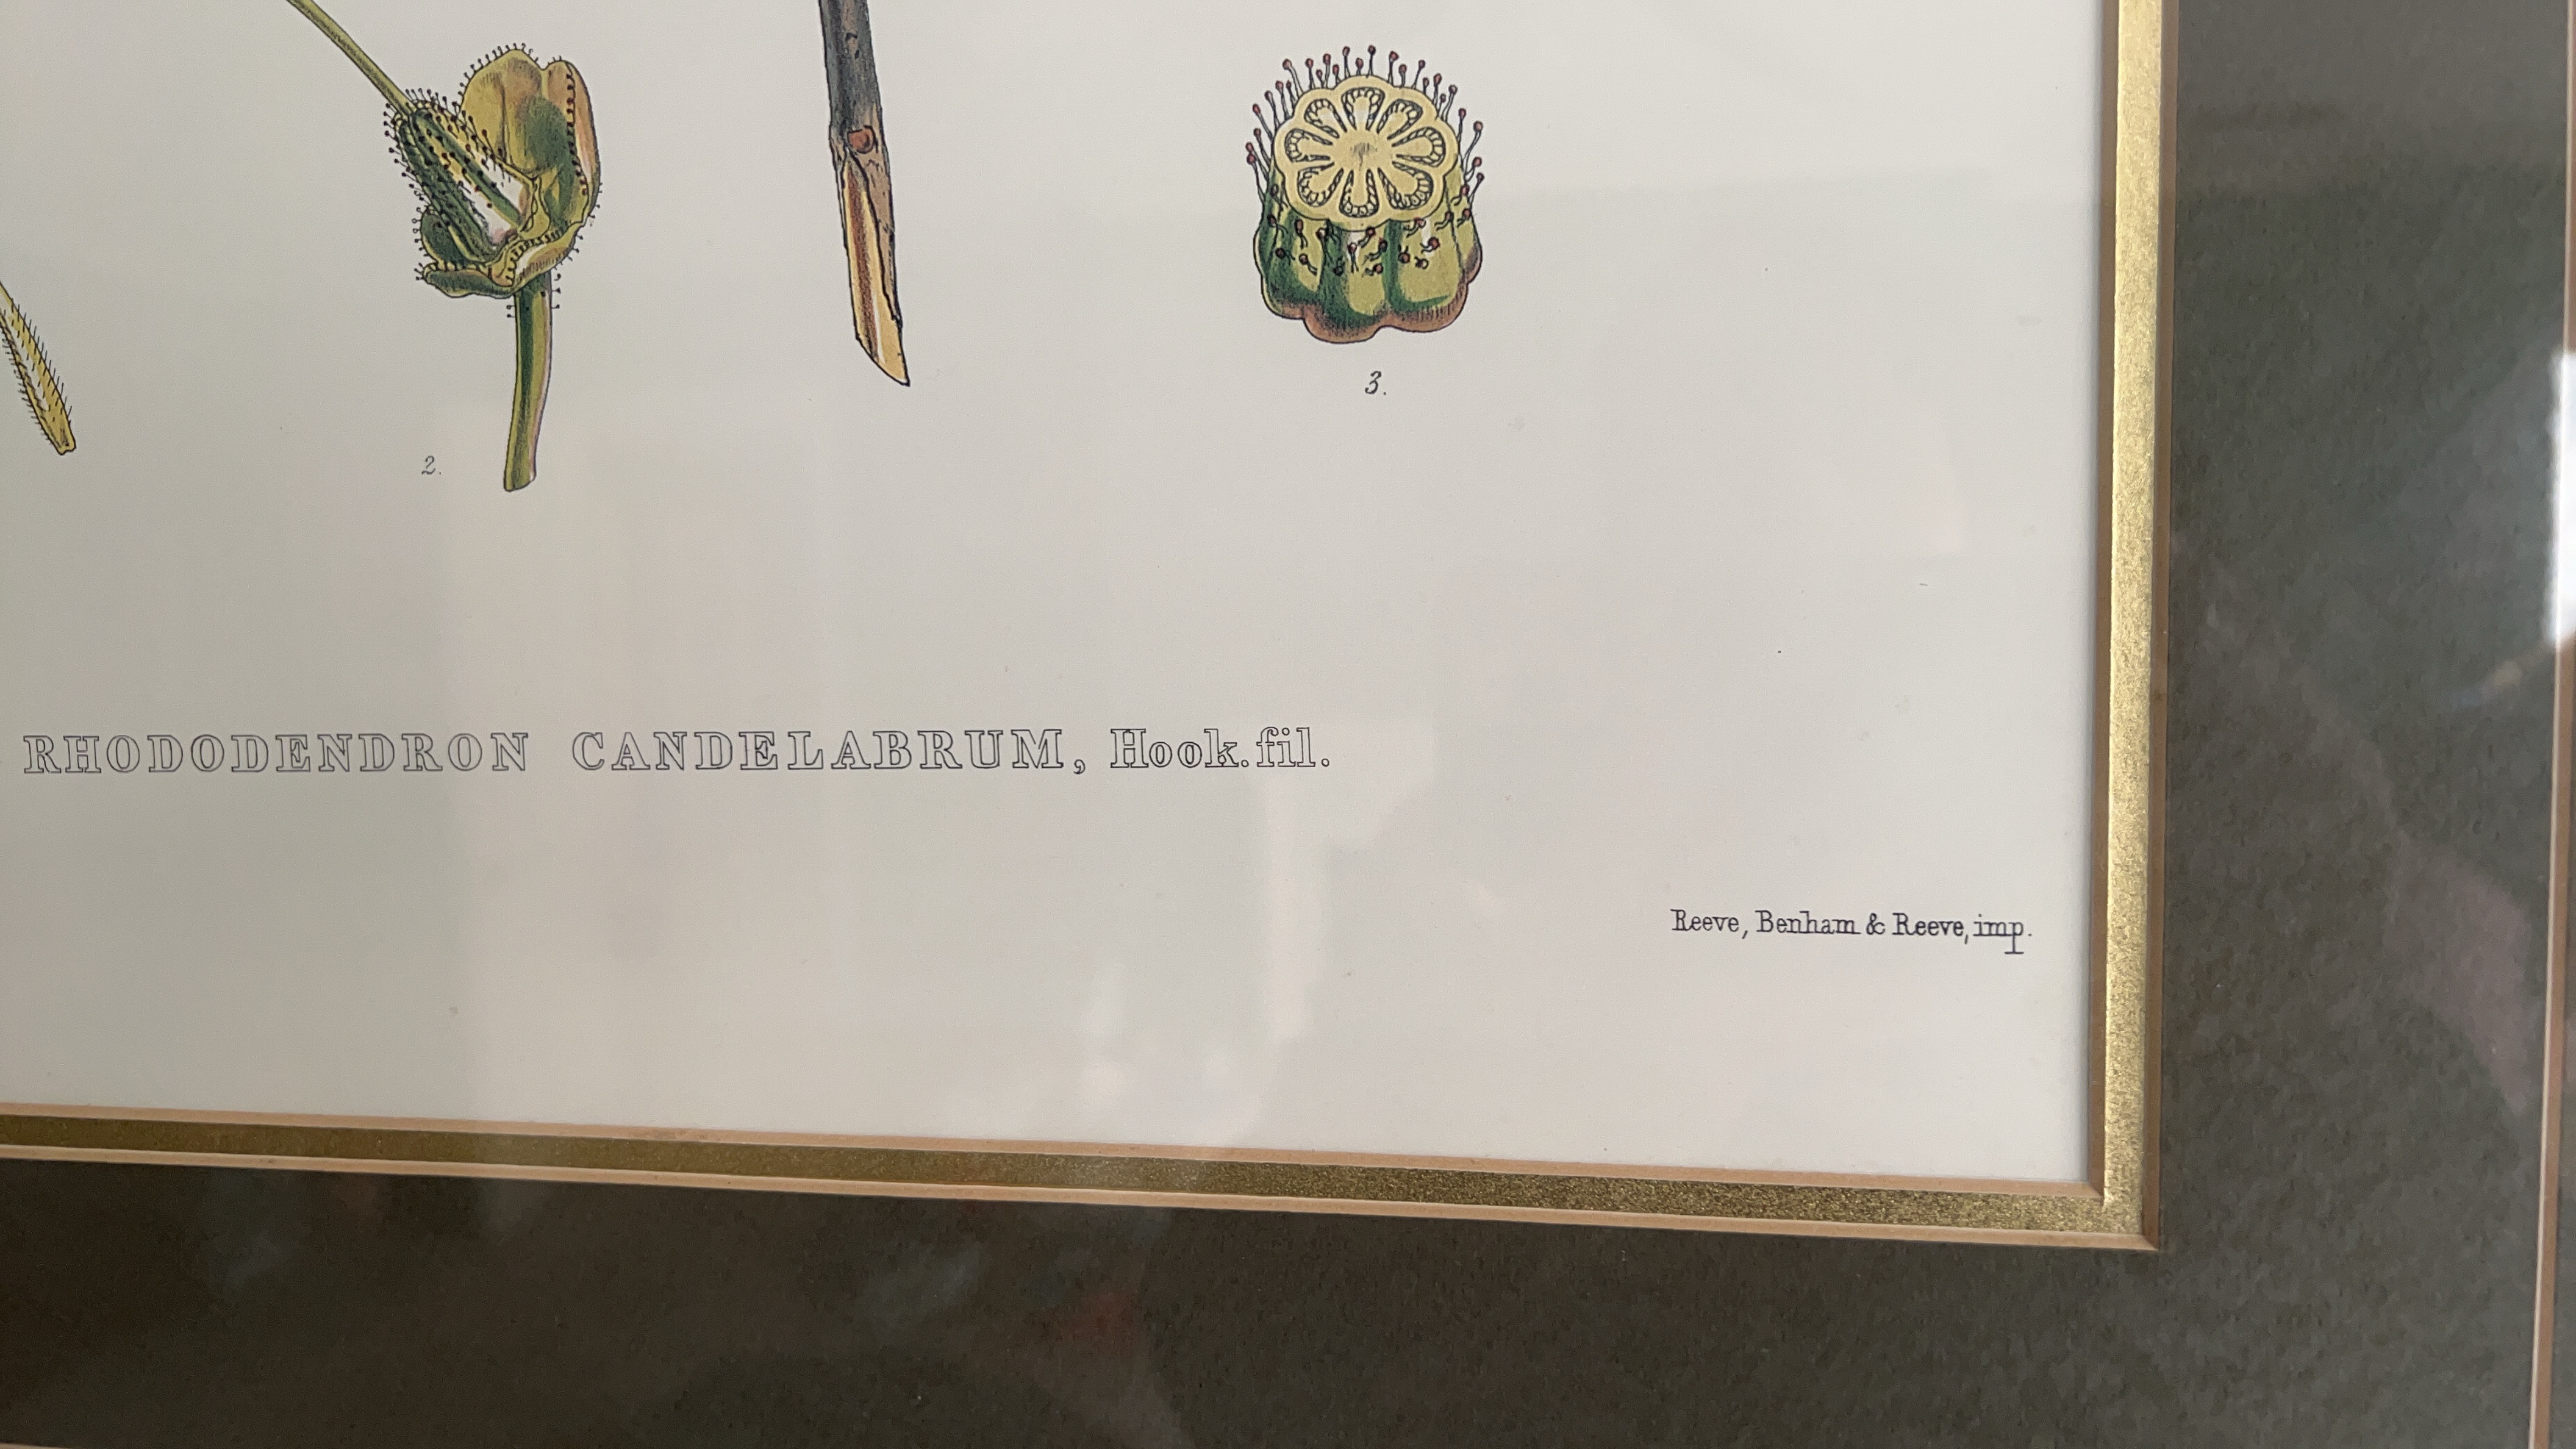 3.
2.
RHODODENDRON CANDELABRUM, Hook. fil.
Reeve, Benham & Reeve, imp.